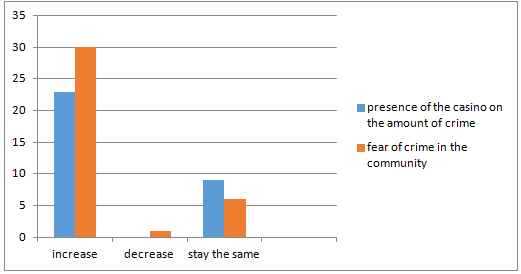 35
30
25
20
15
10
5
0
increase
decrease
stay the same
presence of the casino on
the amount of crime
fear of crime in the
community